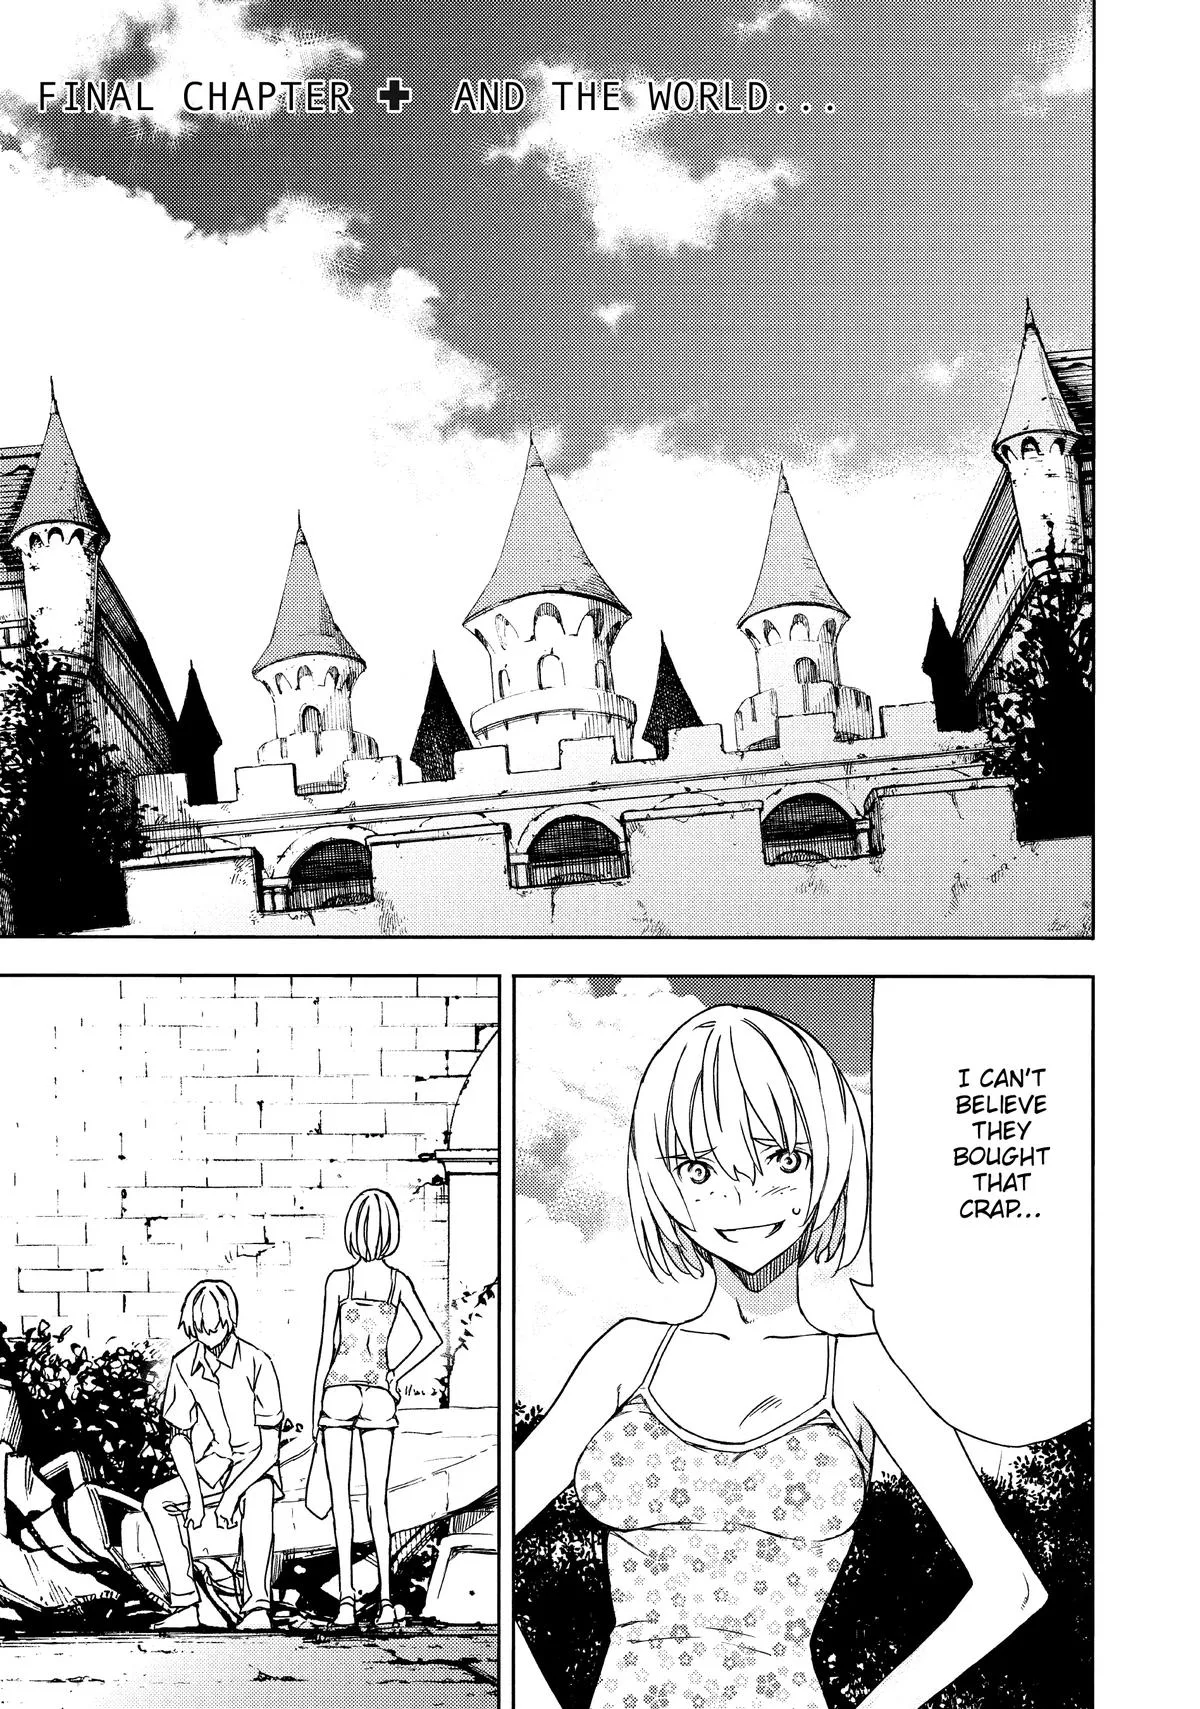 FINAL CHAPTER ✚ AND THE WORLD...
I CAN'T
BELIEVE
THEY
BOUGHT
THAT
CRAP...